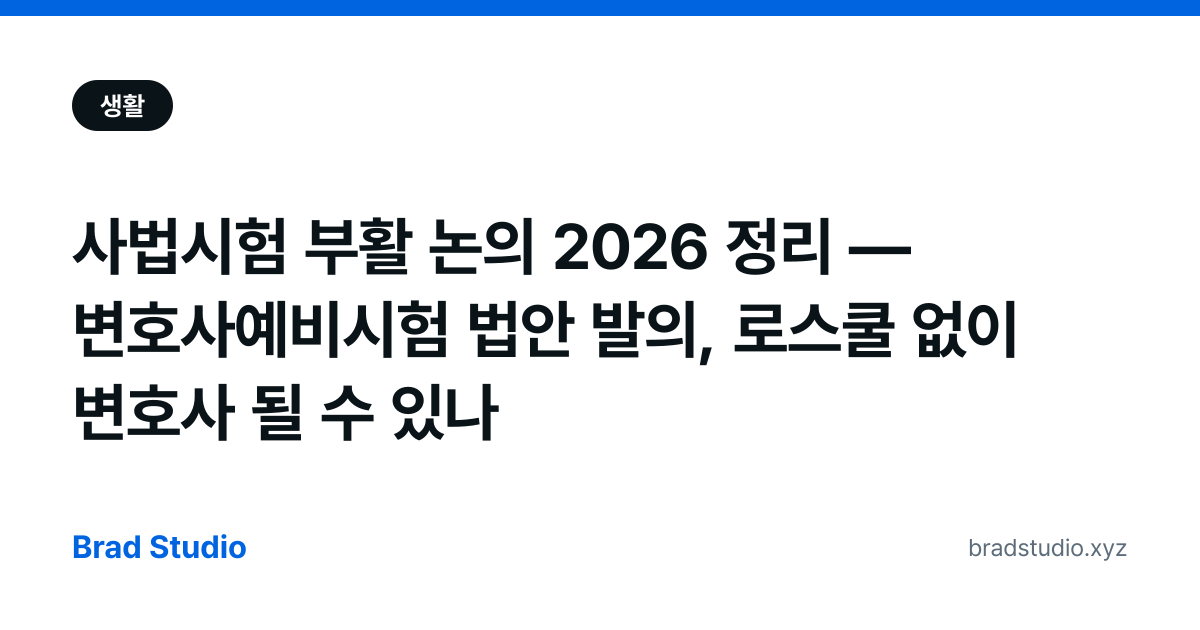 생활
사법시험 부활 논의 2026 정리 —
변호사예비시험 법안 발의, 로스쿨 없이
변호사 될 수 있나
Brad Studio
bradstudio.xyz